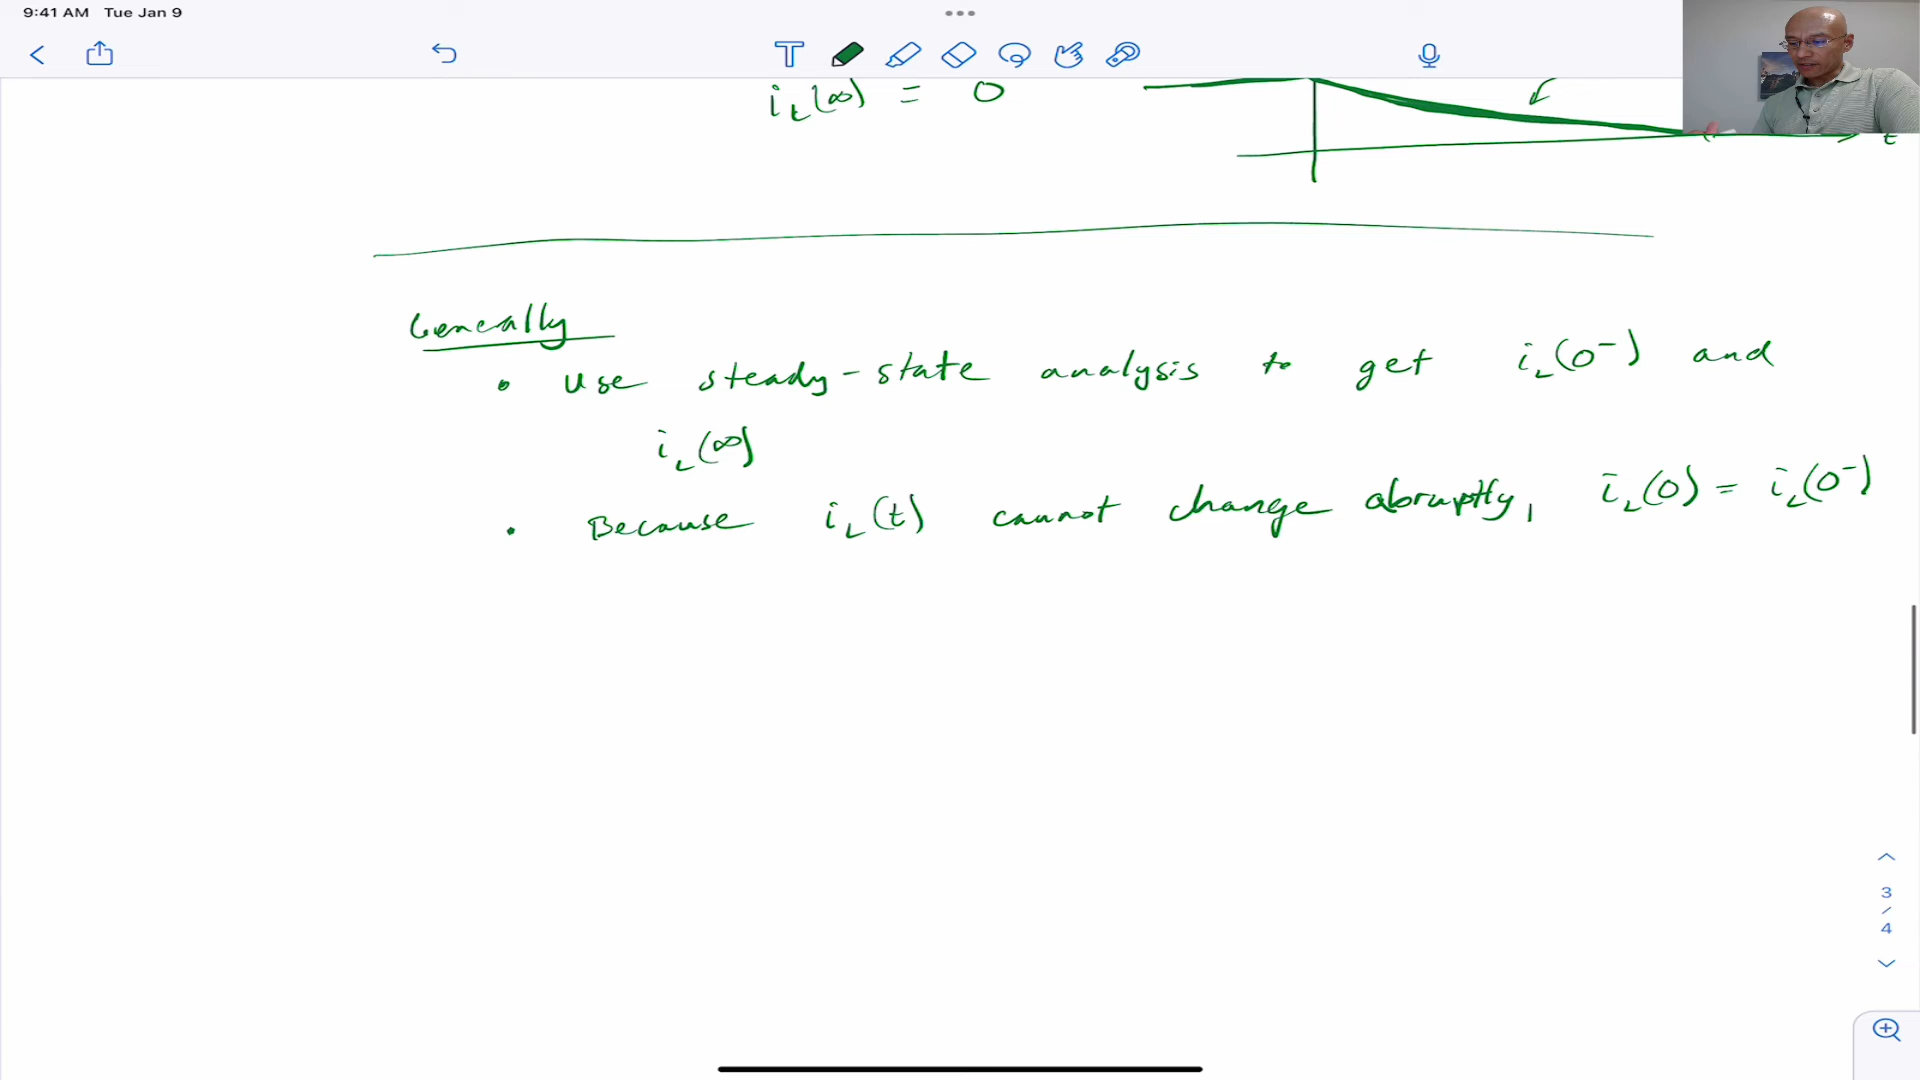 9:41 AM Tue Jan 9
i_L(∞) = 0
t
Generally
• Use steady-state analysis to get i_L(0⁻) and
i_L(∞)
• Because i_L(t) cannot change abruptly, i_L(0) = i_L(0⁻)
3
/
4